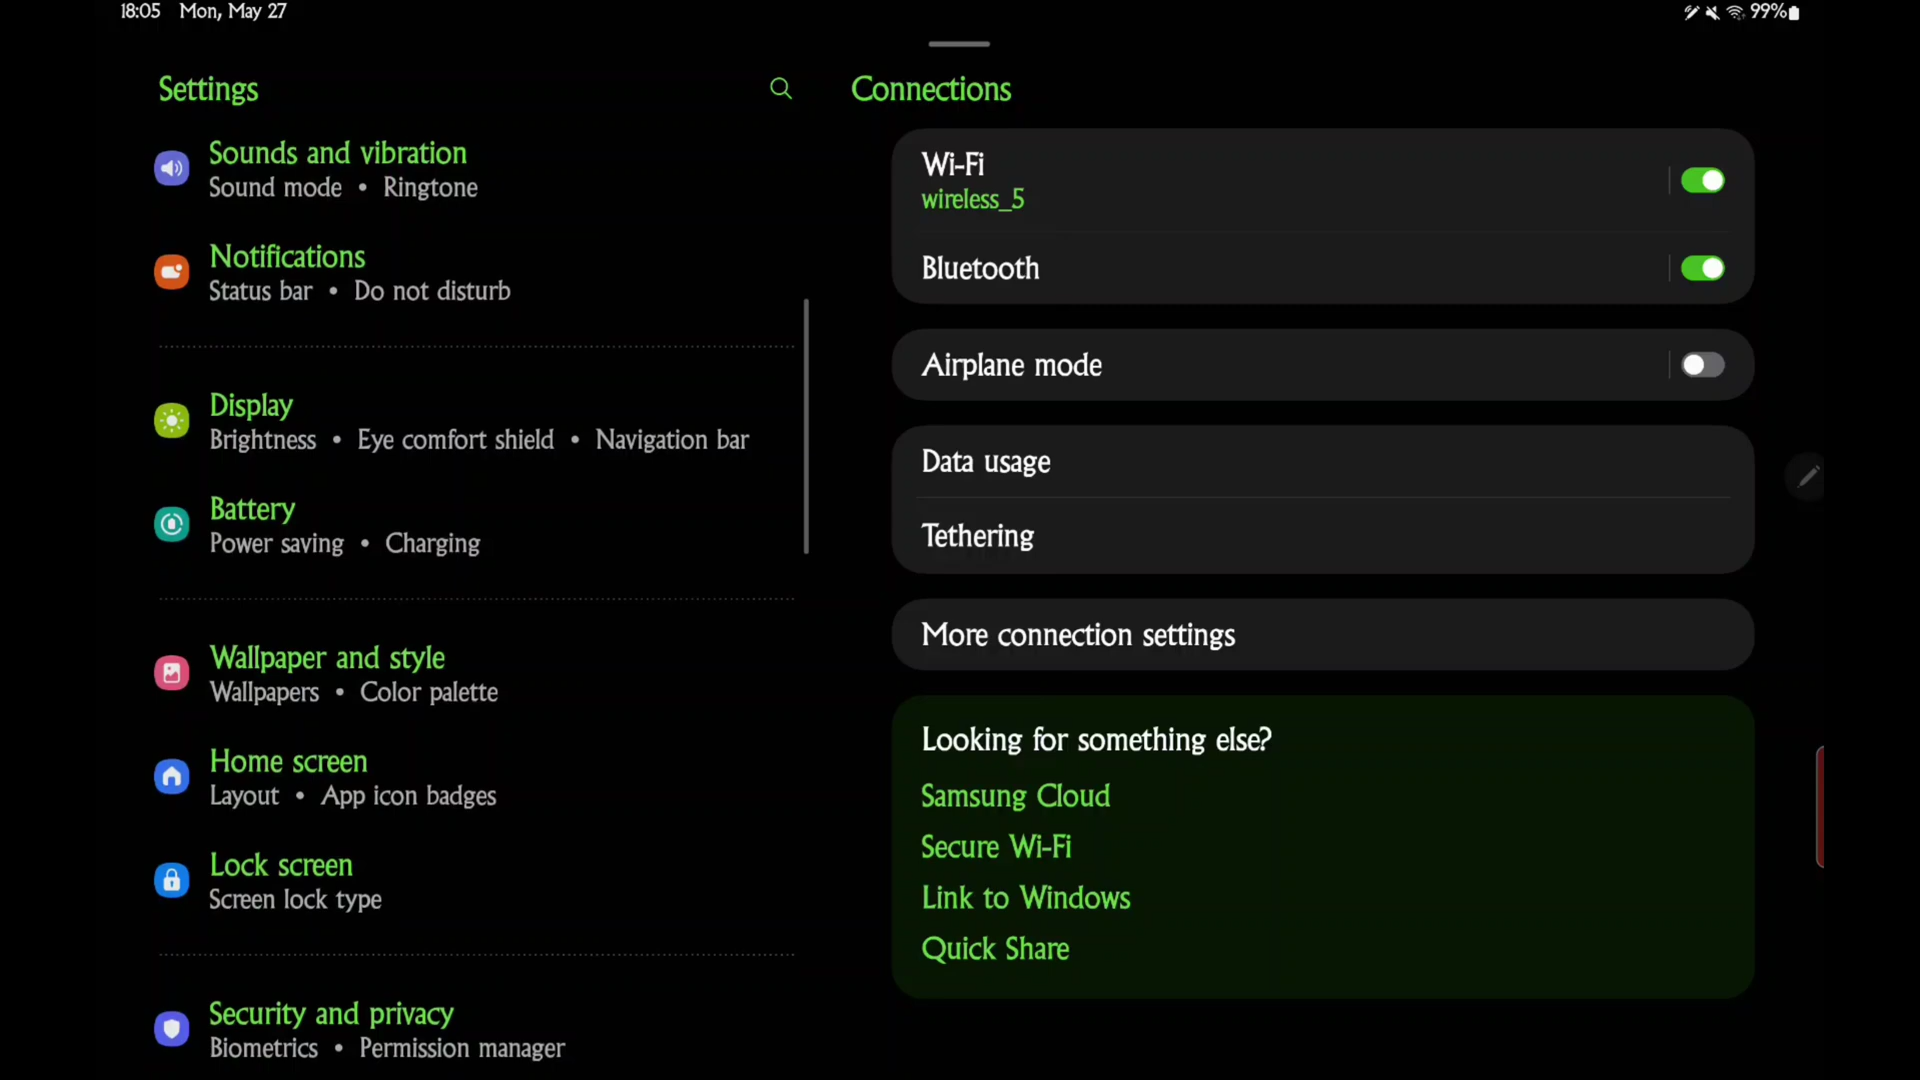 18:05 Mon, May 27
99%
Settings
Sounds and vibration
Sound mode • Ringtone
Notifications
Status bar • Do not disturb
Display
Brightness • Eye comfort shield • Navigation bar
Battery
Power saving • Charging
Wallpaper and style
Wallpapers • Color palette
Home screen
Layout • App icon badges
Lock screen
Screen lock type
Security and privacy
Biometrics • Permission manager
Connections
Wi-Fi
wireless_5
Bluetooth
Airplane mode
Data usage
Tethering
More connection settings
Looking for something else?
Samsung Cloud
Secure Wi-Fi
Link to Windows
Quick Share